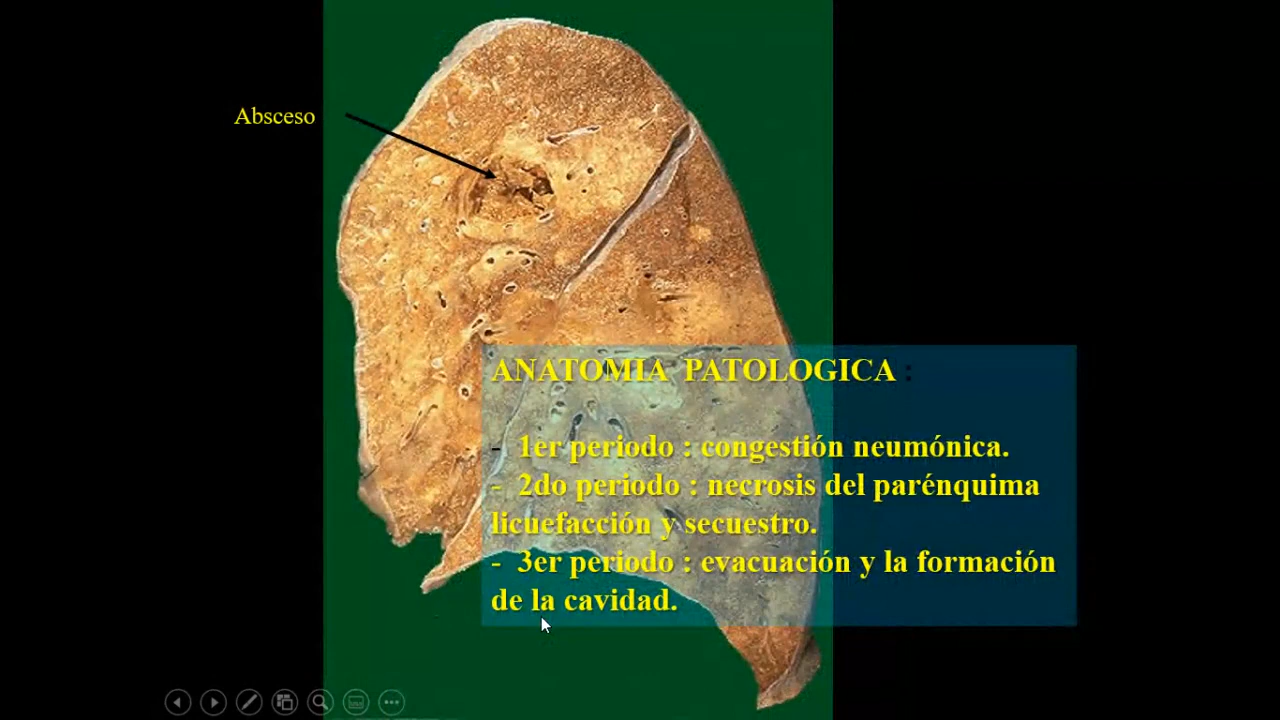 Absceso
ANATOMIA PATOLOGICA :
- 1er periodo : congestión neumónica.
- 2do periodo : necrosis del parénquima
licuefacción y secuestro.
- 3er periodo : evacuación y la formación
de la cavidad.